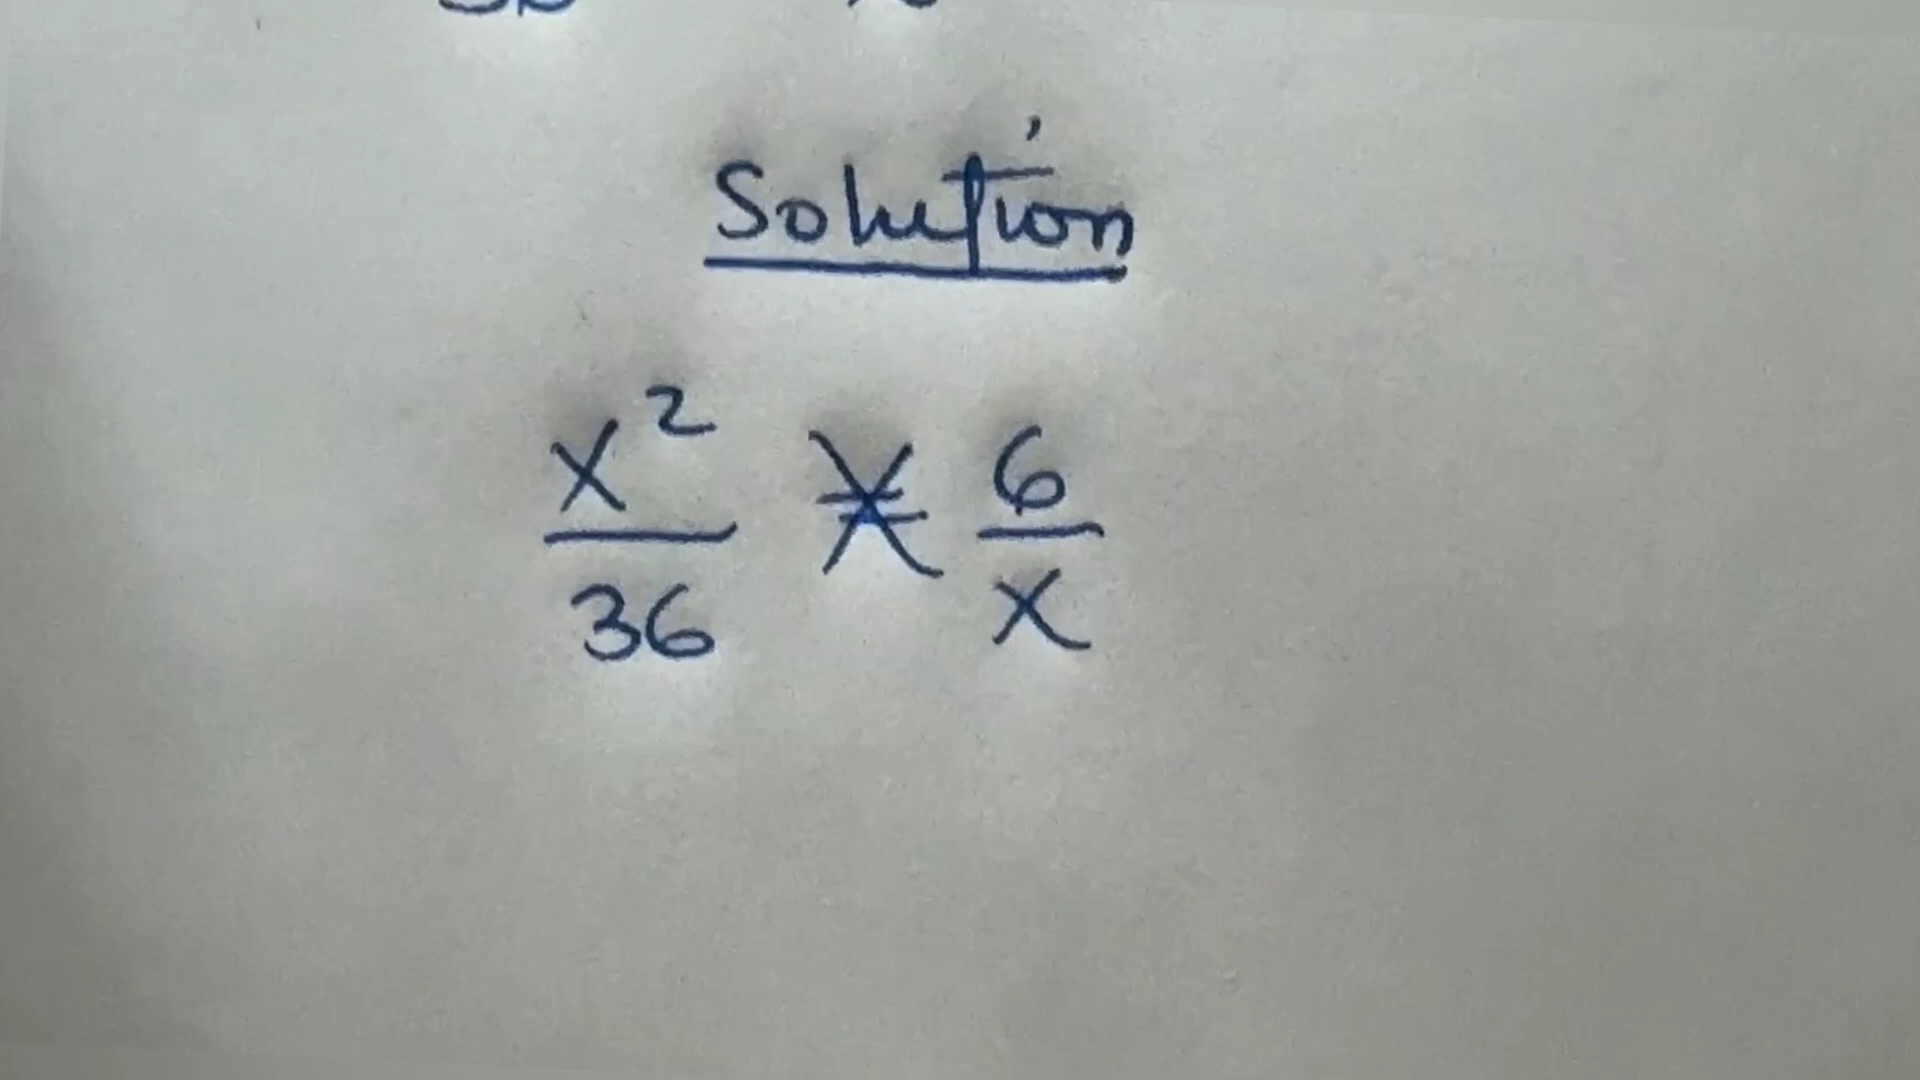 Solution
x² = 6
36 x